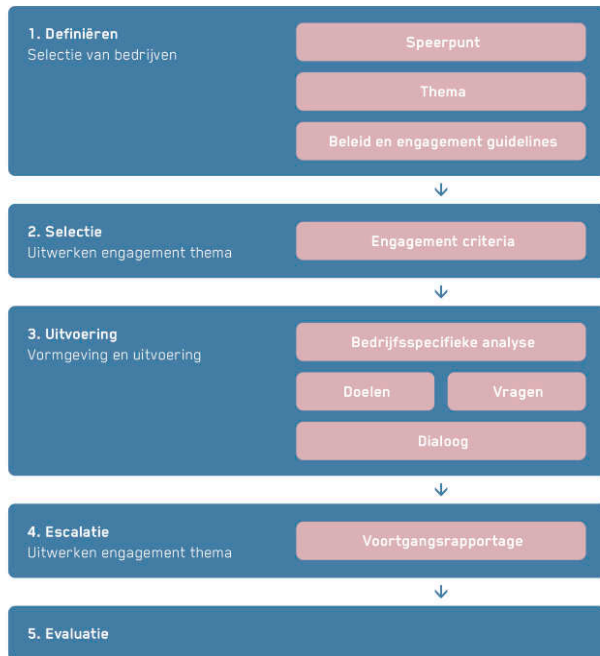 1. Definiëren
Selectie van bedrijven
Speerpunt
Thema
Beleid en engagement guidelines
2. Selectie
Uitwerken engagement thema
Engagement criteria
3. Uitvoering
Vormgeving en uitvoering
Bedrijfsspecifieke analyse
Doelen
Vragen
Dialoog
4. Escalatie
Uitwerken engagement thema
Voortgangsrapportage
5. Evaluatie